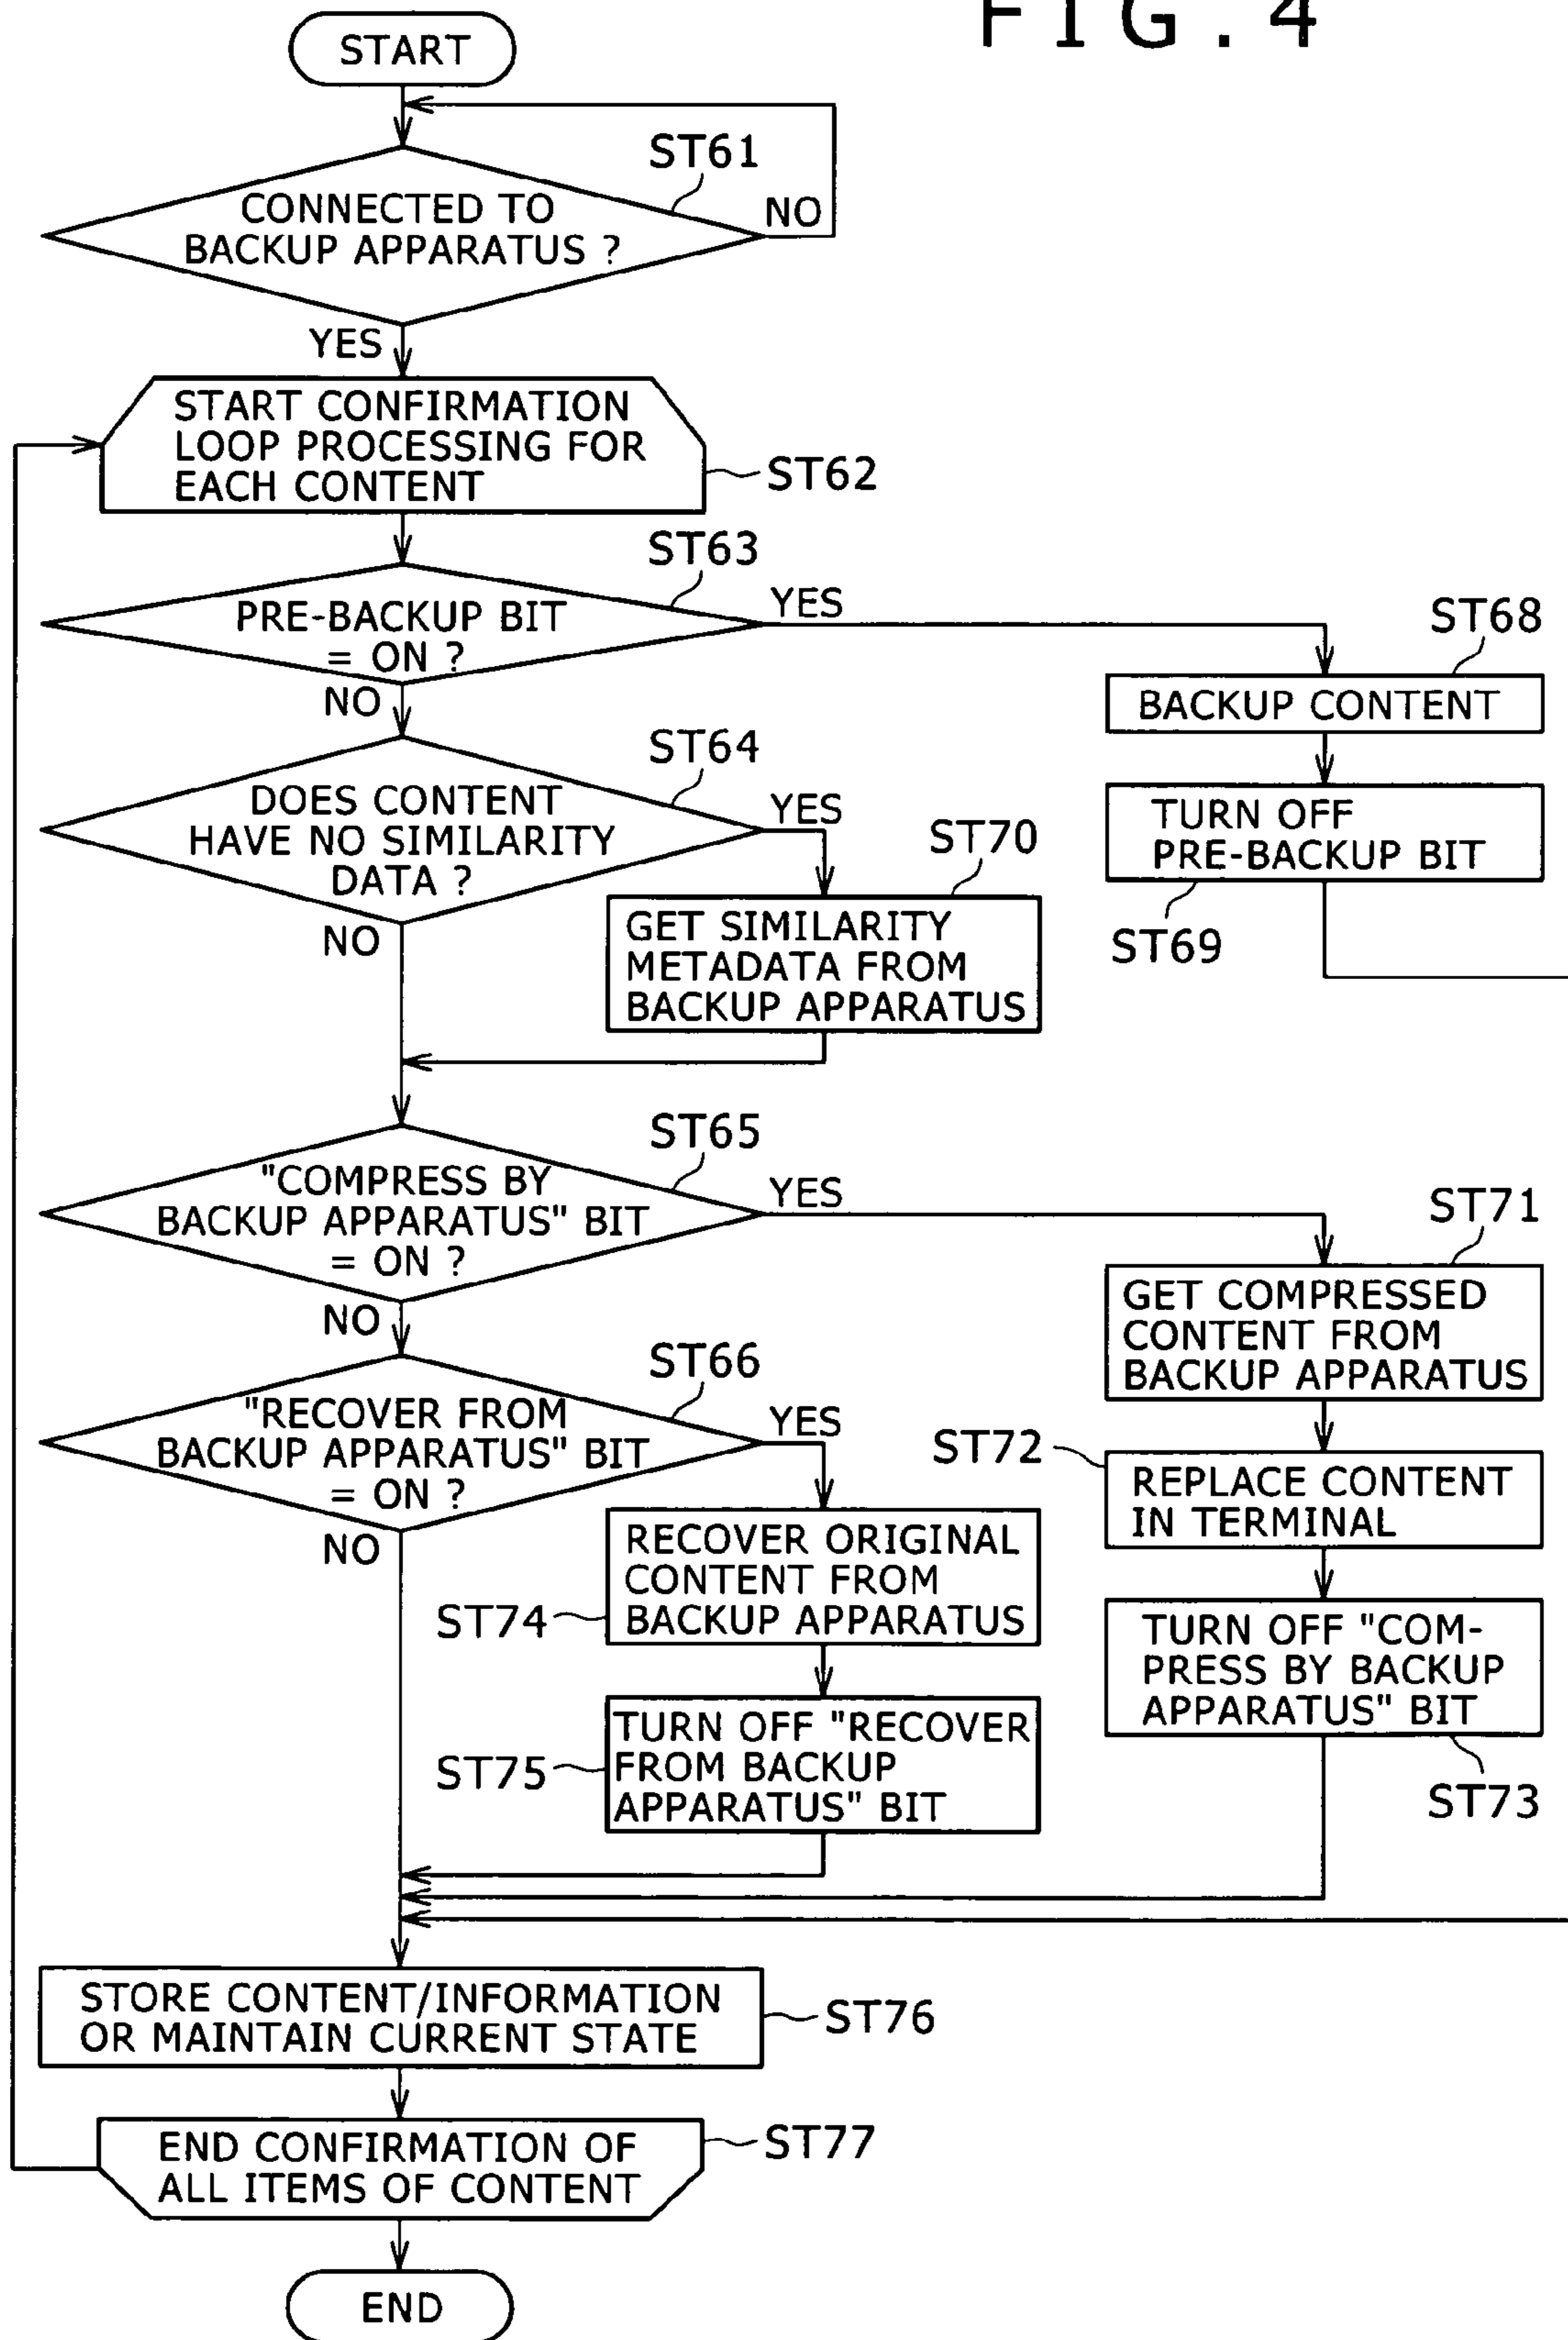 FIG. 4
START
ST61
CONNECTED TO
BACKUP APPARATUS ?
NO
YES
START CONFIRMATION
LOOP PROCESSING FOR
EACH CONTENT
ST62
ST63
PRE-BACKUP BIT
= ON ?
YES
NO
ST68
BACKUP CONTENT
TURN OFF
PRE-BACKUP BIT
ST69
ST64
DOES CONTENT
HAVE NO SIMILARITY
DATA ?
YES
NO
ST70
GET SIMILARITY
METADATA FROM
BACKUP APPARATUS
ST65
"COMPRESS BY
BACKUP APPARATUS" BIT
= ON ?
YES
NO
ST71
GET COMPRESSED
CONTENT FROM
BACKUP APPARATUS
ST72
REPLACE CONTENT
IN TERMINAL
TURN OFF "COM-
PRESS BY BACKUP
APPARATUS" BIT
ST73
ST66
"RECOVER FROM
BACKUP APPARATUS" BIT
= ON ?
YES
NO
RECOVER ORIGINAL
CONTENT FROM
BACKUP APPARATUS
ST74
TURN OFF "RECOVER
FROM BACKUP
APPARATUS" BIT
ST75
STORE CONTENT/INFORMATION
OR MAINTAIN CURRENT STATE
ST76
END CONFIRMATION OF
ALL ITEMS OF CONTENT
ST77
END